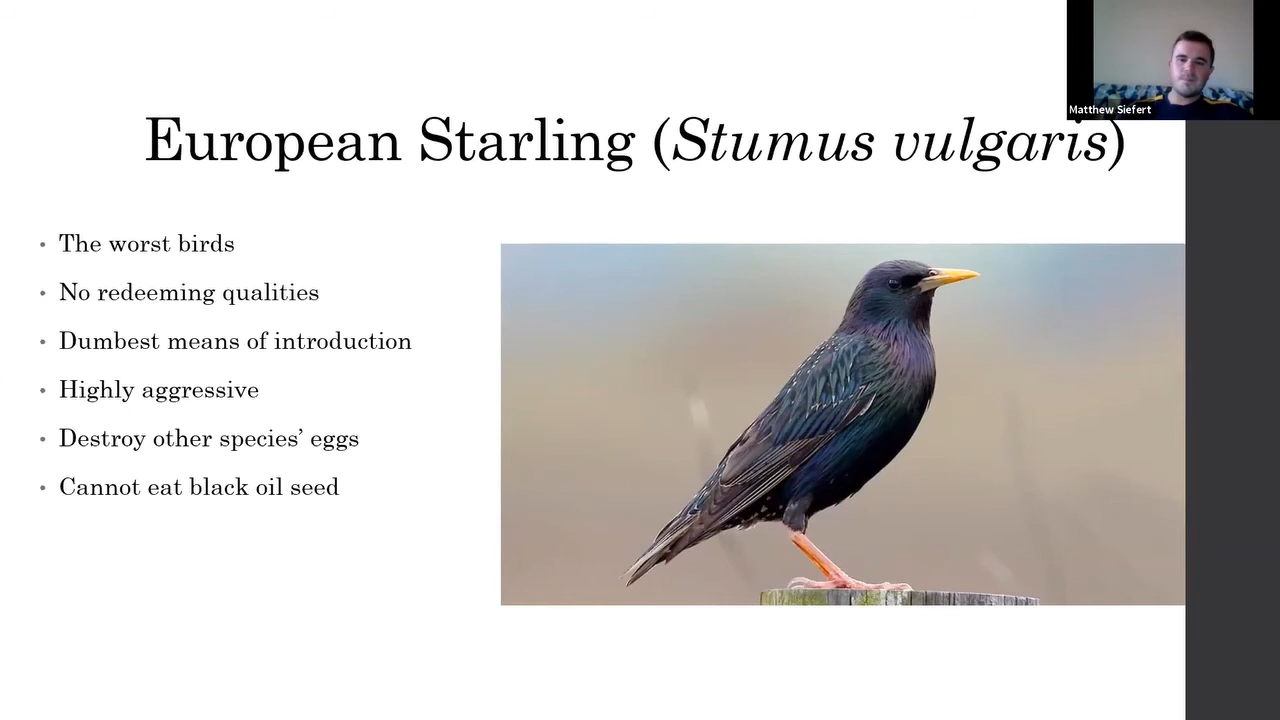 Matthew Siefert
European Starling (Stumus vulgaris)
• The worst birds
• No redeeming qualities
• Dumbest means of introduction
• Highly aggressive
• Destroy other species’ eggs
• Cannot eat black oil seed